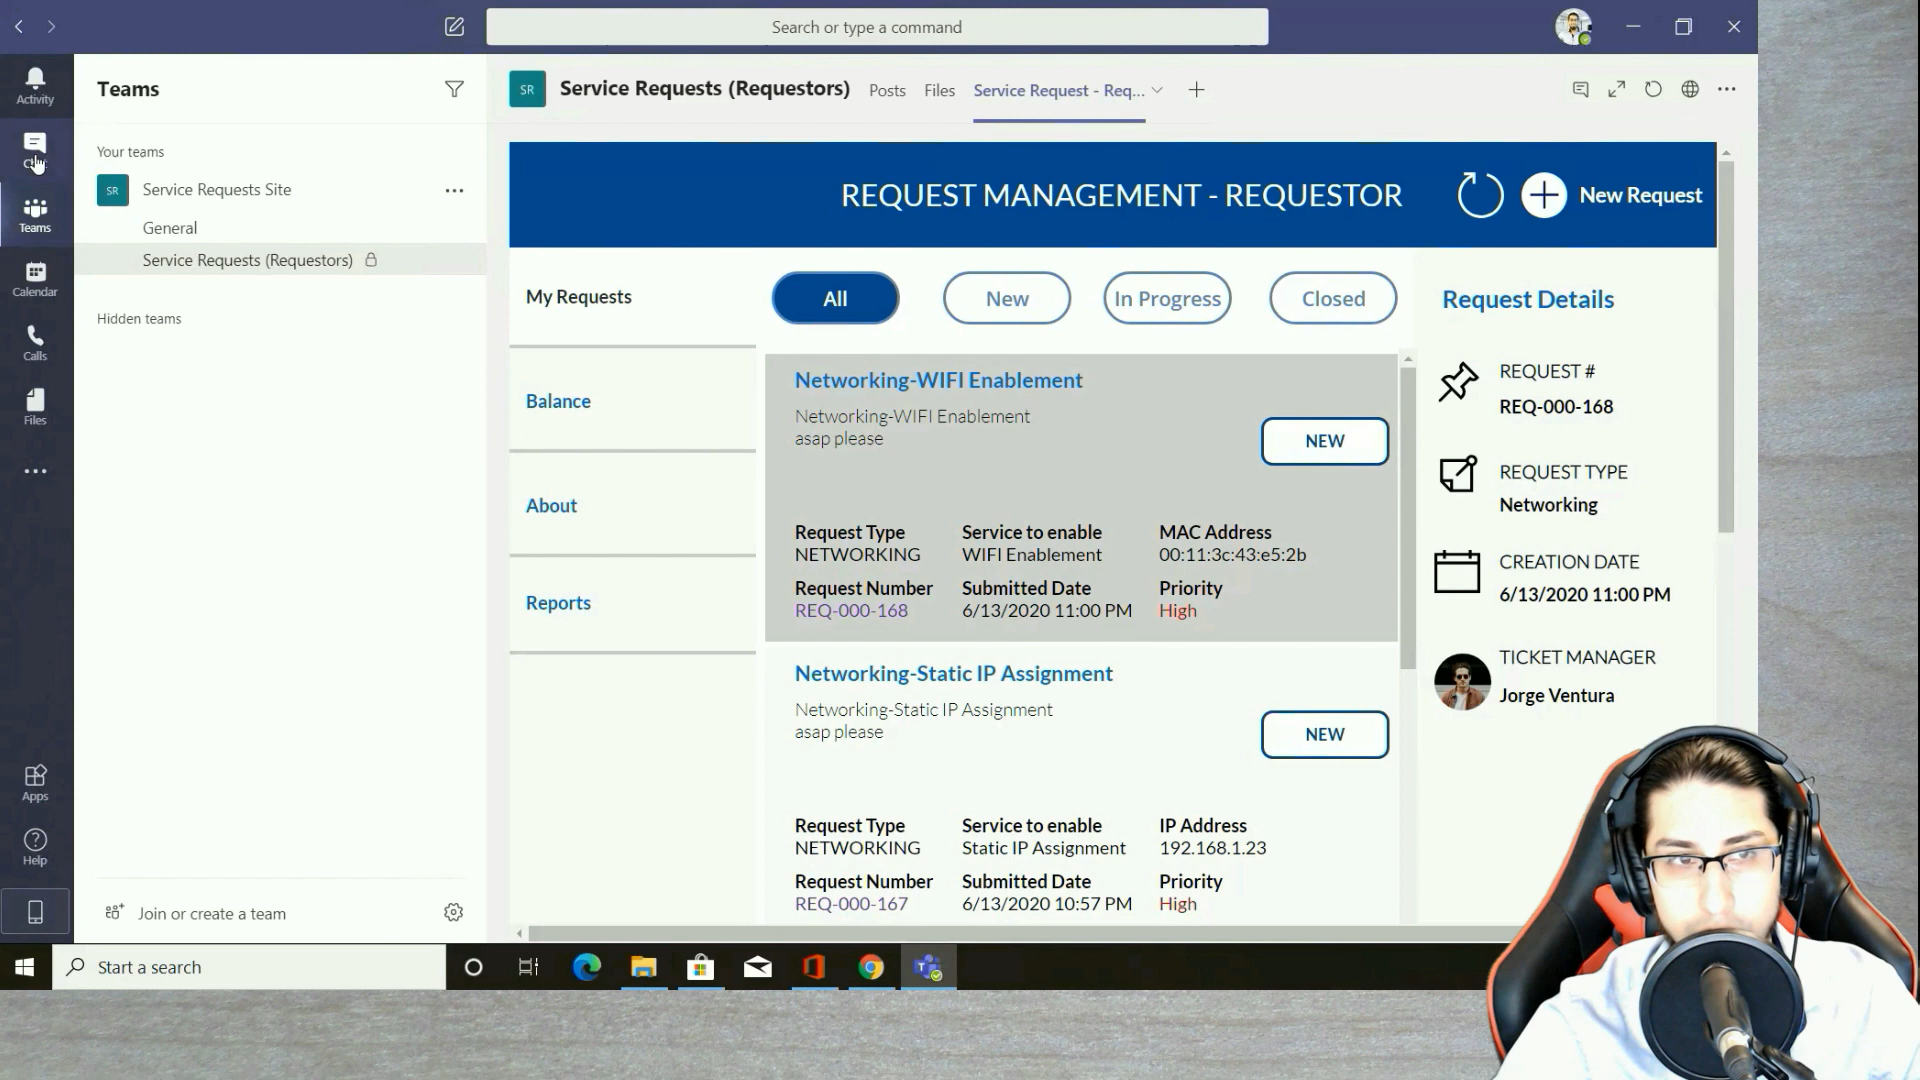 Search or type a command
Activity
Teams
Calendar
Calls
Files
Apps
Help
Teams
Your teams
SR
Service Requests Site
General
Service Requests (Requestors)
Hidden teams
Join or create a team
SR
Service Requests (Requestors)
Posts
Files
Service Request - Req...
REQUEST MANAGEMENT - REQUESTOR
New Request
My Requests
Balance
About
Reports
All
New
In Progress
Closed
Networking-WIFI Enablement
Networking-WIFI Enablement
asap please
NEW
Request Type
NETWORKING
Service to enable
WIFI Enablement
MAC Address
00:11:3c:43:e5:2b
Request Number
REQ-000-168
Submitted Date
6/13/2020 11:00 PM
Priority
High
Networking-Static IP Assignment
Networking-Static IP Assignment
asap please
NEW
Request Type
NETWORKING
Service to enable
Static IP Assignment
IP Address
192.168.1.23
Request Number
REQ-000-167
Submitted Date
6/13/2020 10:57 PM
Priority
High
Request Details
REQUEST #
REQ-000-168
REQUEST TYPE
Networking
CREATION DATE
6/13/2020 11:00 PM
TICKET MANAGER
Jorge Ventura
Start a search